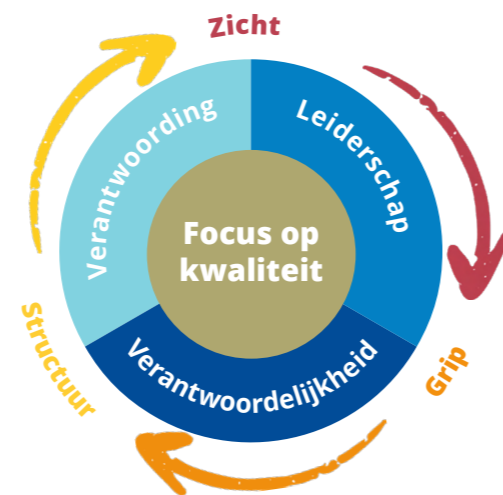 Zicht
Leiderschap
Grip
Verantwoordelijkheid
Structuur
Verantwoording
Focus op
kwaliteit